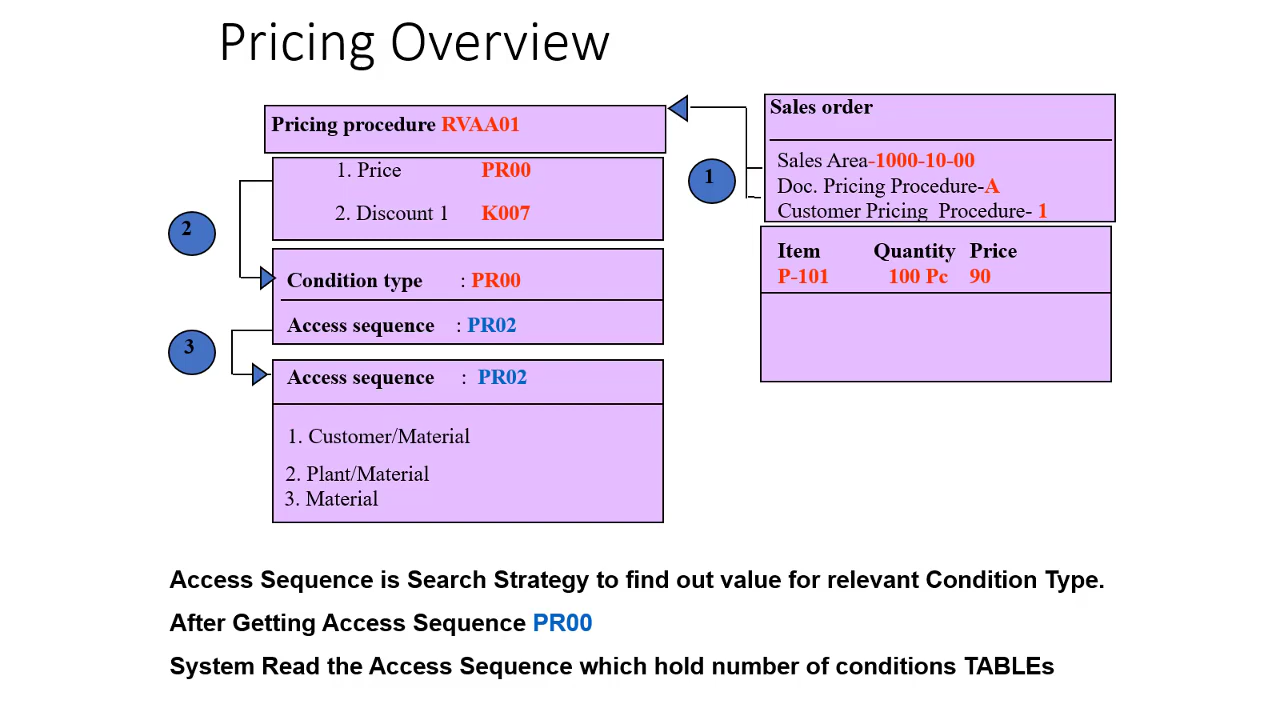 Pricing Overview
Pricing procedure RVAA01
1. Price PR00
2. Discount 1 K007
2
Condition type : PR00
Access sequence : PR02
3
Access sequence : PR02
1. Customer/Material
2. Plant/Material
3. Material
1
Sales order
Sales Area-1000-10-00
Doc. Pricing Procedure-A
Customer Pricing Procedure- 1
Item Quantity Price
P-101 100 Pc 90
Access Sequence is Search Strategy to find out value for relevant Condition Type.
After Getting Access Sequence PR00
System Read the Access Sequence which hold number of conditions TABLEs